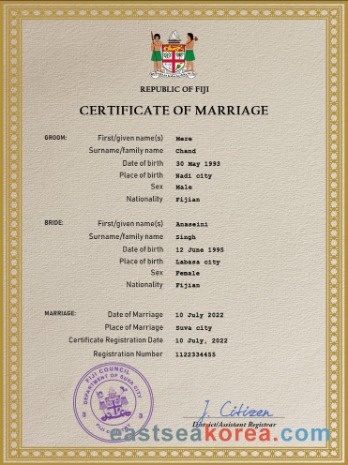 REPUBLIC OF FIJI
CERTIFICATE OF MARRIAGE
GROOM: First/given name(s) Mere
Surname/family name Chand
Date of birth 30 May 1993
Place of birth Nadi city
Sex Male
Nationality Fijian
BRIDE: First/given name(s) Anaseini
Surname/family name Singh
Date of birth 12 June 1995
Place of birth Labasa city
Sex Female
Nationality Fijian
MARRIAGE: Date of Marriage 10 July 2022
Place of Marriage Suva city
Certificate Registration Date 10 July, 2022
Registration Number 1122334455
FIJI COUNCIL
DEPARTMENT OF SUVA CITY
J. Citizen
District/Assistant Registrar
eastseakorea.com